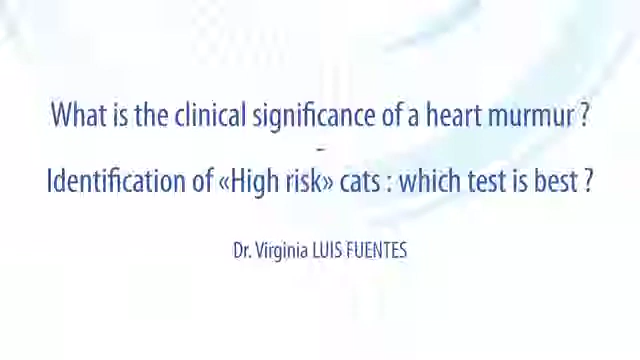 What is the clinical significance of a heart murmur ?
-
Identification of «High risk» cats : which test is best ?
Dr. Virginia LUIS FUENTES